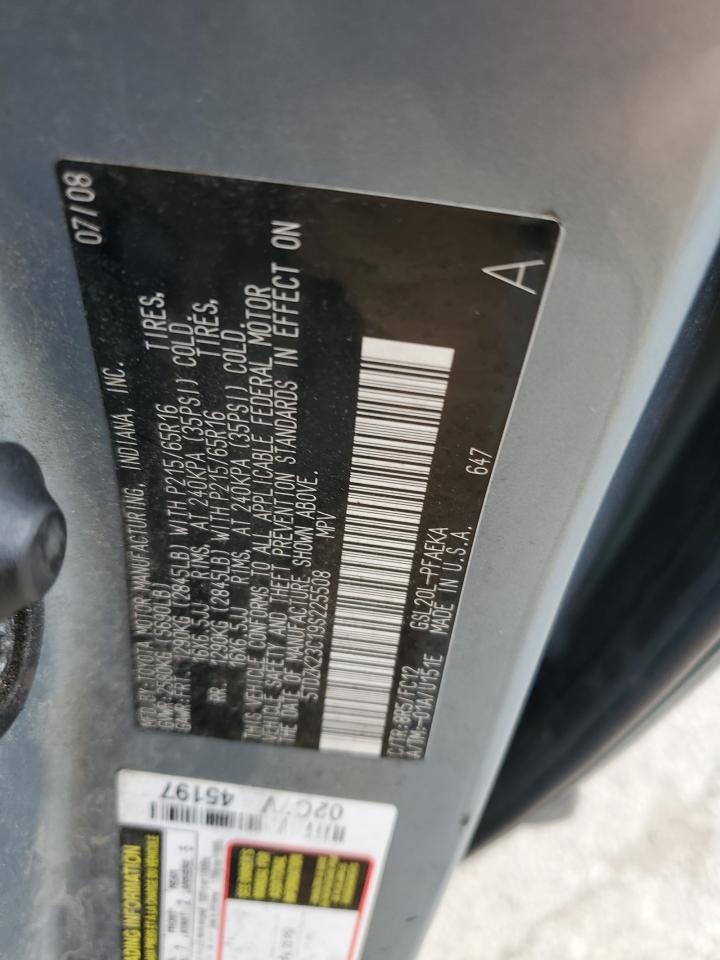 MFD.BY:TOYOTA MOTOR MANUFACTURING, INDIANA, INC. 07/08
GVWR:2580KG(5690LB)
GAWR:FRT. 1290KG(2845LB) WITH P215/65R16 TIRES,
16X6.5JJ RIMS, AT 240KPA(35PSI) COLD.
RR. 1290KG(2845LB) WITH P215/65R16 TIRES,
16X6.5JJ RIMS, AT 240KPA(35PSI) COLD.
THIS VEHICLE CONFORMS TO ALL APPLICABLE FEDERAL MOTOR
VEHICLE SAFETY AND THEFT PREVENTION STANDARDS IN EFFECT ON
THE DATE OF MANUFACTURE SHOWN ABOVE.
5TDZK23C19S225508 MPV
C/TR:8R5/FC12 GSL20L-PFAEKA 647
A/TM:-01A/U151E MADE IN U.S.A.
A
45197
02C7V
INFORMATION
FRONT